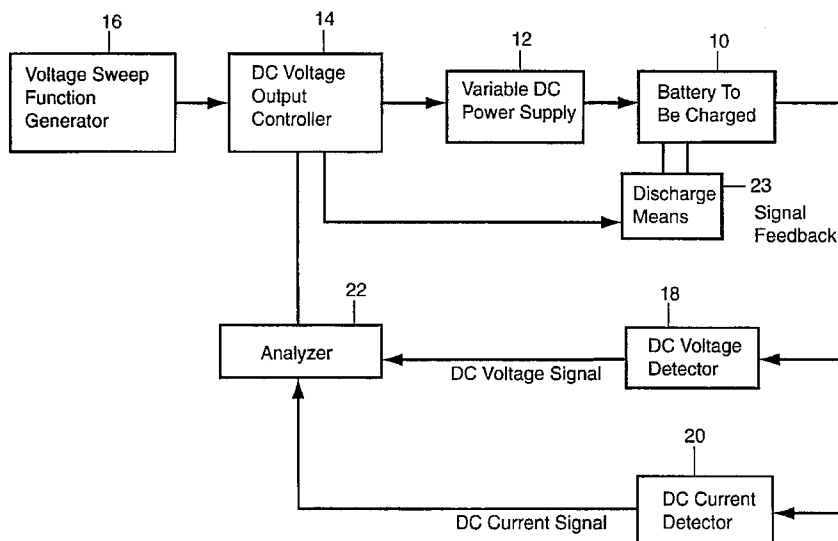 16
14
12
10
Voltage Sweep
Function
Generator
DC Voltage
Output
Controller
Variable DC
Power Supply
Battery To
Be Charged
Discharge
Means
23
Signal
Feedback
22
18
Analyzer
DC Voltage Signal
DC Voltage
Detector
20
DC Current Signal
DC Current
Detector